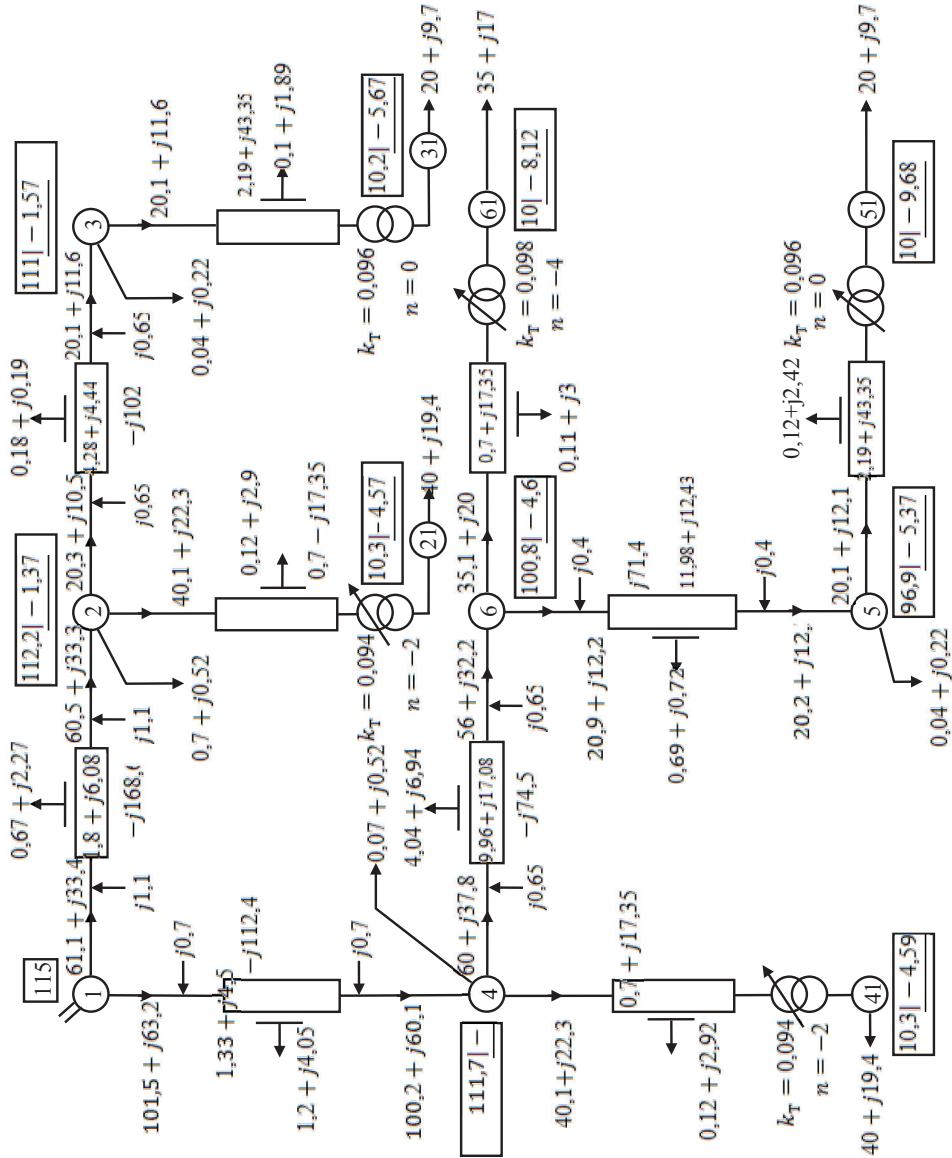 115
1
61,1 + j33,4
j1,1
0,67 + j2,27
1,8 + j6,08
−j168,
j1,1
60,5 + j33,3
112,2| − 1,37
2
0,7 + j0,52
20,3 + j10,5
j0,65
0,18 + j0,19
4,28 + j4,44
−j102
j0,65
20,1 + j11,6
111| − 1,57
3
0,04 + j0,22
20,1 + j11,6
2,19 + j43,35
0,1 + j1,89
kT = 0,096
n = 0
10,2| − 5,67
31
20 + j9,7
40,1 + j22,3
0,12 + j2,9
0,7 − j17,35
kT = 0,094
n = −2
10,3|−4,57
21
40 + j19,4
101,5 + j63,2
j0,7
−j112,4
1,33 + j4,5
1,2 + j4,05
j0,7
100,2 + j60,1
111,7| −
4
0,07 + j0,52
60 + j37,8
j0,65
4,04 + j6,94
9,96 + j17,08
−j74,5
j0,65
56 + j32,2
6
100,8| − 4,6
35,1 + j20
0,7 + j17,35
0,11 + j3
kT = 0,098
n = −4
61
10| − 8,12
35 + j17
40,1+j22,3
0,7 + j17,35
0,12 + j2,92
kT = 0,094
n = −2
41
10,3| − 4,59
40 + j19,4
20,9 + j12,2
j0,4
j71,4
11,98 + j12,43
0,69 + j0,72
j0,4
20,2 + j12,
5
96,9| − 5,37
0,04 + j0,22
20,1 + j12,1
0,12+j2,42
2,19 + j43,35
kT = 0,096
n = 0
51
10| − 9,68
20 + j9,7